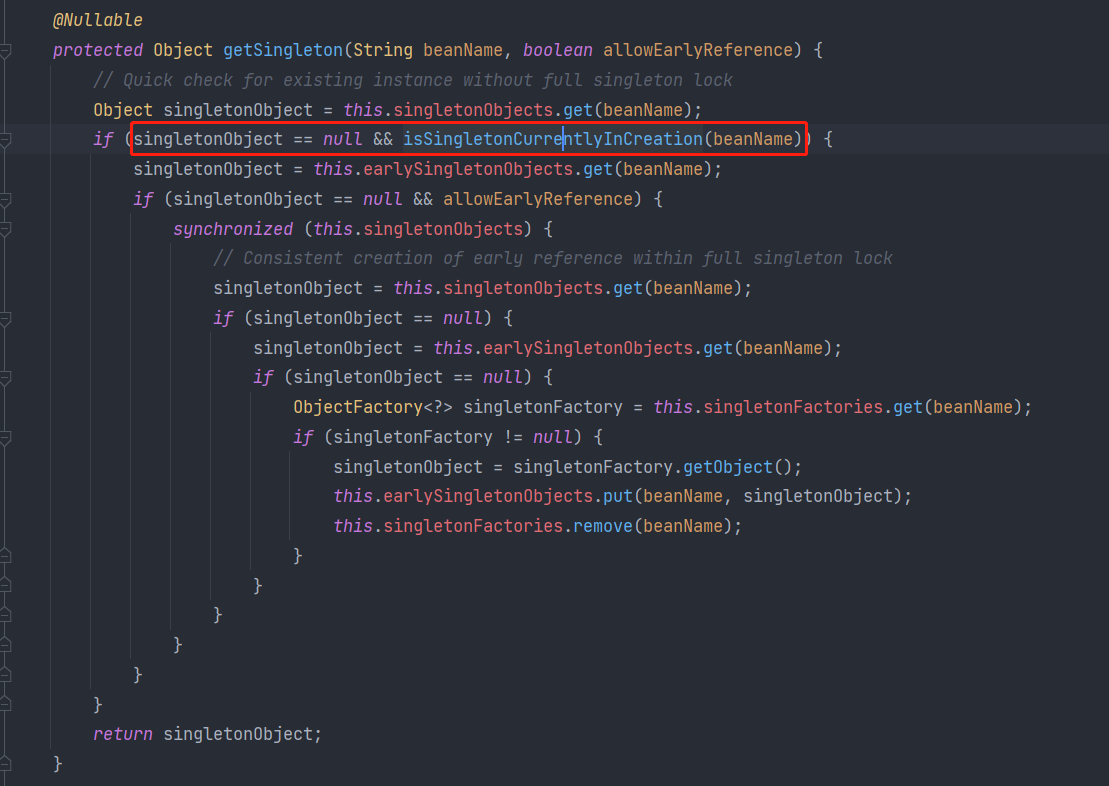 @Nullable
protected Object getSingleton(String beanName, boolean allowEarlyReference) {
// Quick check for existing instance without full singleton lock
Object singletonObject = this.singletonObjects.get(beanName);
if (singletonObject == null && isSingletonCurrentlyInCreation(beanName)) {
singletonObject = this.earlySingletonObjects.get(beanName);
if (singletonObject == null && allowEarlyReference) {
synchronized (this.singletonObjects) {
// Consistent creation of early reference within full singleton lock
singletonObject = this.singletonObjects.get(beanName);
if (singletonObject == null) {
singletonObject = this.earlySingletonObjects.get(beanName);
if (singletonObject == null) {
ObjectFactory<?> singletonFactory = this.singletonFactories.get(beanName);
if (singletonFactory != null) {
singletonObject = singletonFactory.getObject();
this.earlySingletonObjects.put(beanName, singletonObject);
this.singletonFactories.remove(beanName);
}
}
}
}
}
}
return singletonObject;
}